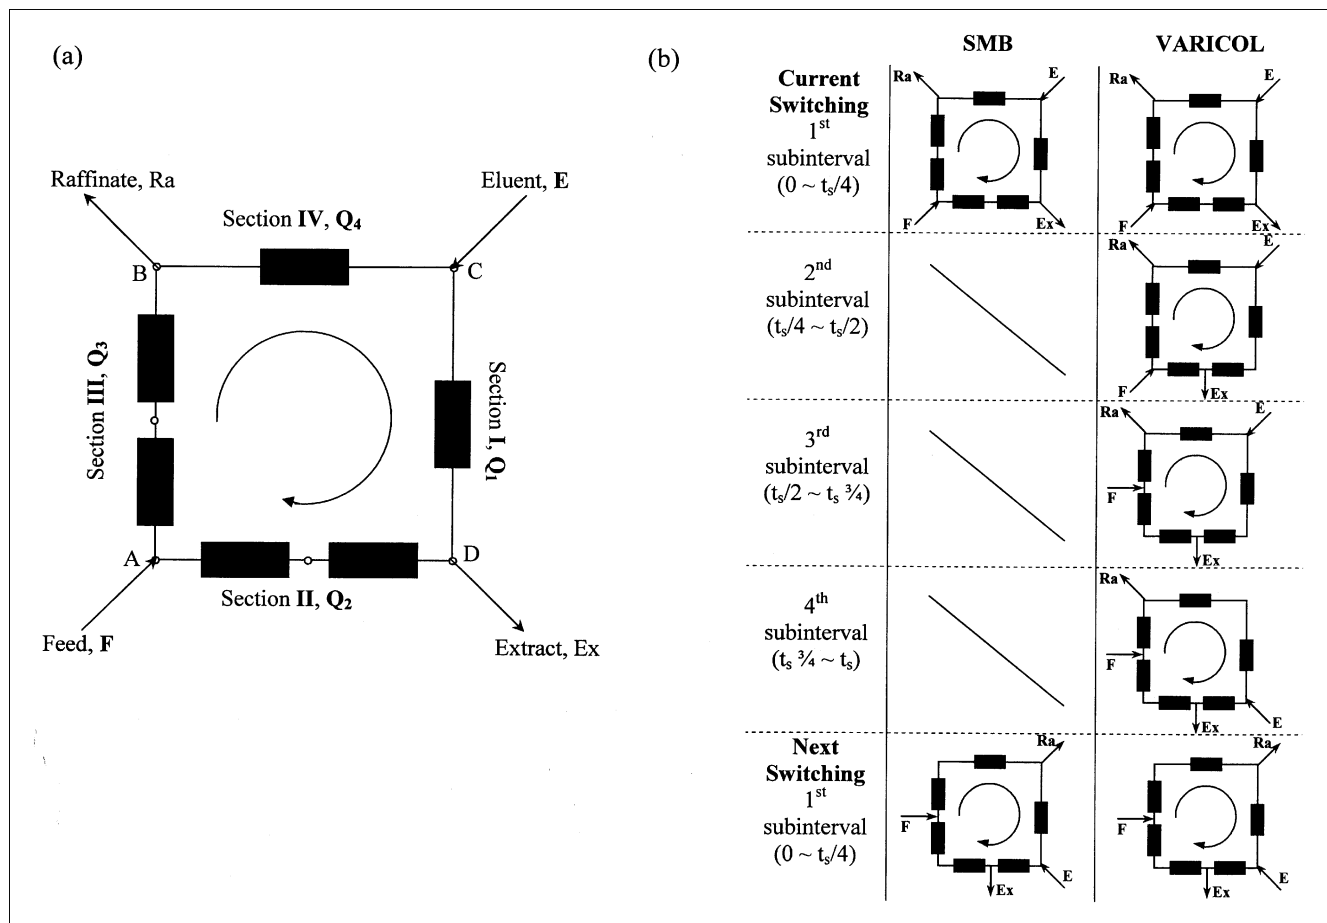 (a)
Raffinate, Ra
Eluent, E
Section IV, Q₄
B
C
Section III, Q₃
Section I, Q₁
A
D
Section II, Q₂
Feed, F
Extract, Ex
(b)
SMB
VARICOL
Current
Switching
1st
subinterval
(0 ~ tₛ/4)
Ra
E
F
Ex
Ra
E
F
Ex
2nd
subinterval
(tₛ/4 ~ tₛ/2)
Ra
E
F
Ex
3rd
subinterval
(tₛ/2 ~ tₛ ¾)
Ra
E
F
Ex
4th
subinterval
(tₛ ¾ ~ tₛ)
Ra
F
Ex
E
Next
Switching
1st
subinterval
(0 ~ tₛ/4)
Ra
F
E
Ex
Ra
F
E
Ex